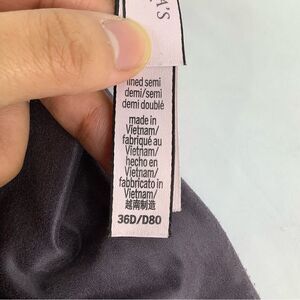 A'S
lined semi
demi/semi
demi doublé
made in
Vietnam/
fabriqué au
Vietnam/
hecho en
Vietnam/
fabbricato in
Vietnam/
越南制造
36D/D80